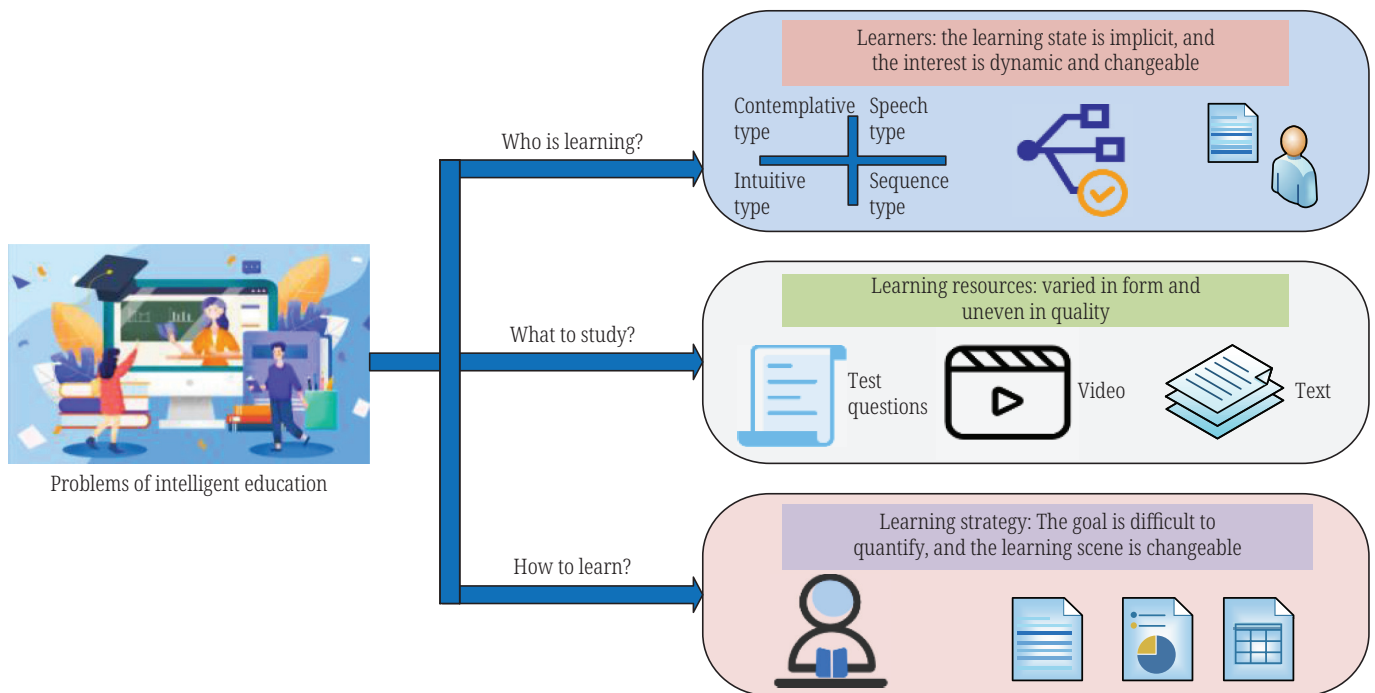 Learners: the learning state is implicit, and
the interest is dynamic and changeable
Contemplative
type
Speech
type
Intuitive
type
Sequence
type
Who is learning?
Learning resources: varied in form and
uneven in quality
What to study?
Test
questions
Video
Text
Problems of intelligent education
Learning strategy: The goal is difficult to
quantify, and the learning scene is changeable
How to learn?